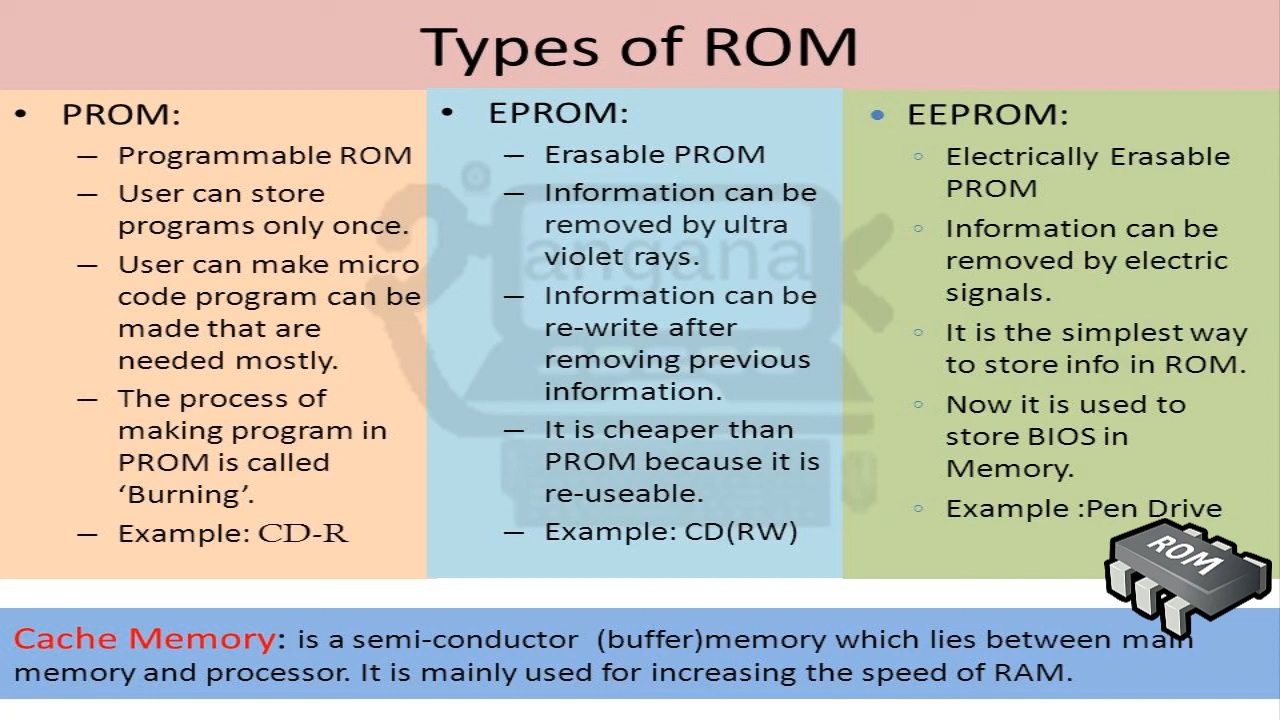 Types of ROM
• PROM:
– Programmable ROM
– User can store
programs only once.
– User can make micro
code program can be
made that are
needed mostly.
– The process of
making program in
PROM is called
‘Burning’.
– Example: CD-R
• EPROM:
– Erasable PROM
– Information can be
removed by ultra
violet rays.
– Information can be
re-write after
removing previous
information.
– It is cheaper than
PROM because it is
re-useable.
– Example: CD(RW)
• EEPROM:
◦ Electrically Erasable
PROM
◦ Information can be
removed by electric
signals.
◦ It is the simplest way
to store info in ROM.
◦ Now it is used to
store BIOS in
Memory.
◦ Example :Pen Drive
ROM
Cache Memory: is a semi-conductor (buffer)memory which lies between main
memory and processor. It is mainly used for increasing the speed of RAM.
angana